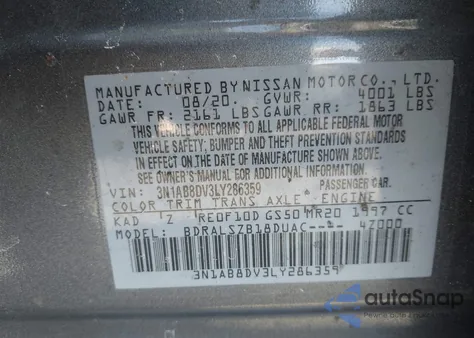 MANUFACTURED BY NISSAN MOTOR CO., LTD.
DATE: 08/20. GVWR: 4001 LBS
GAWR FR: 2161 LBS GAWR RR: 1863 LBS
THIS VEHICLE CONFORMS TO ALL APPLICABLE FEDERAL MOTOR
VEHICLE SAFETY, BUMPER, AND THEFT PREVENTION STANDARDS
IN EFFECT ON THE DATE OF MANUFACTURE SHOWN ABOVE.
* SEE OWNER'S MANUAL FOR ADDITIONAL INFORMATION
VIN: 3N1AB8DV3LY286359 PASSENGER CAR.
COLOR TRIM TRANS AXLE ENGINE
KAD Z RE0F10D GS50 MR20 1997 CC
MODEL: BDRALSZB18DUAC---- 4Z000
3N1AB8DV3LY286359
autoSnap